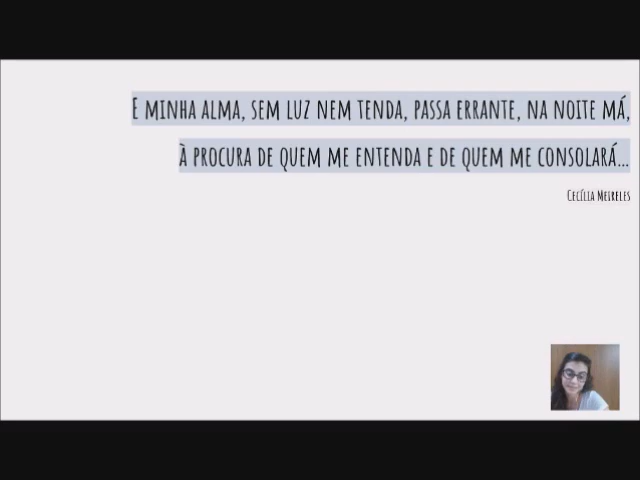 E MINHA ALMA, SEM LUZ NEM TENDA, PASSA ERRANTE, NA NOITE MÁ,
À PROCURA DE QUEM ME ENTENDA E DE QUEM ME CONSOLARÁ...
CECÍLIA MEIRELES